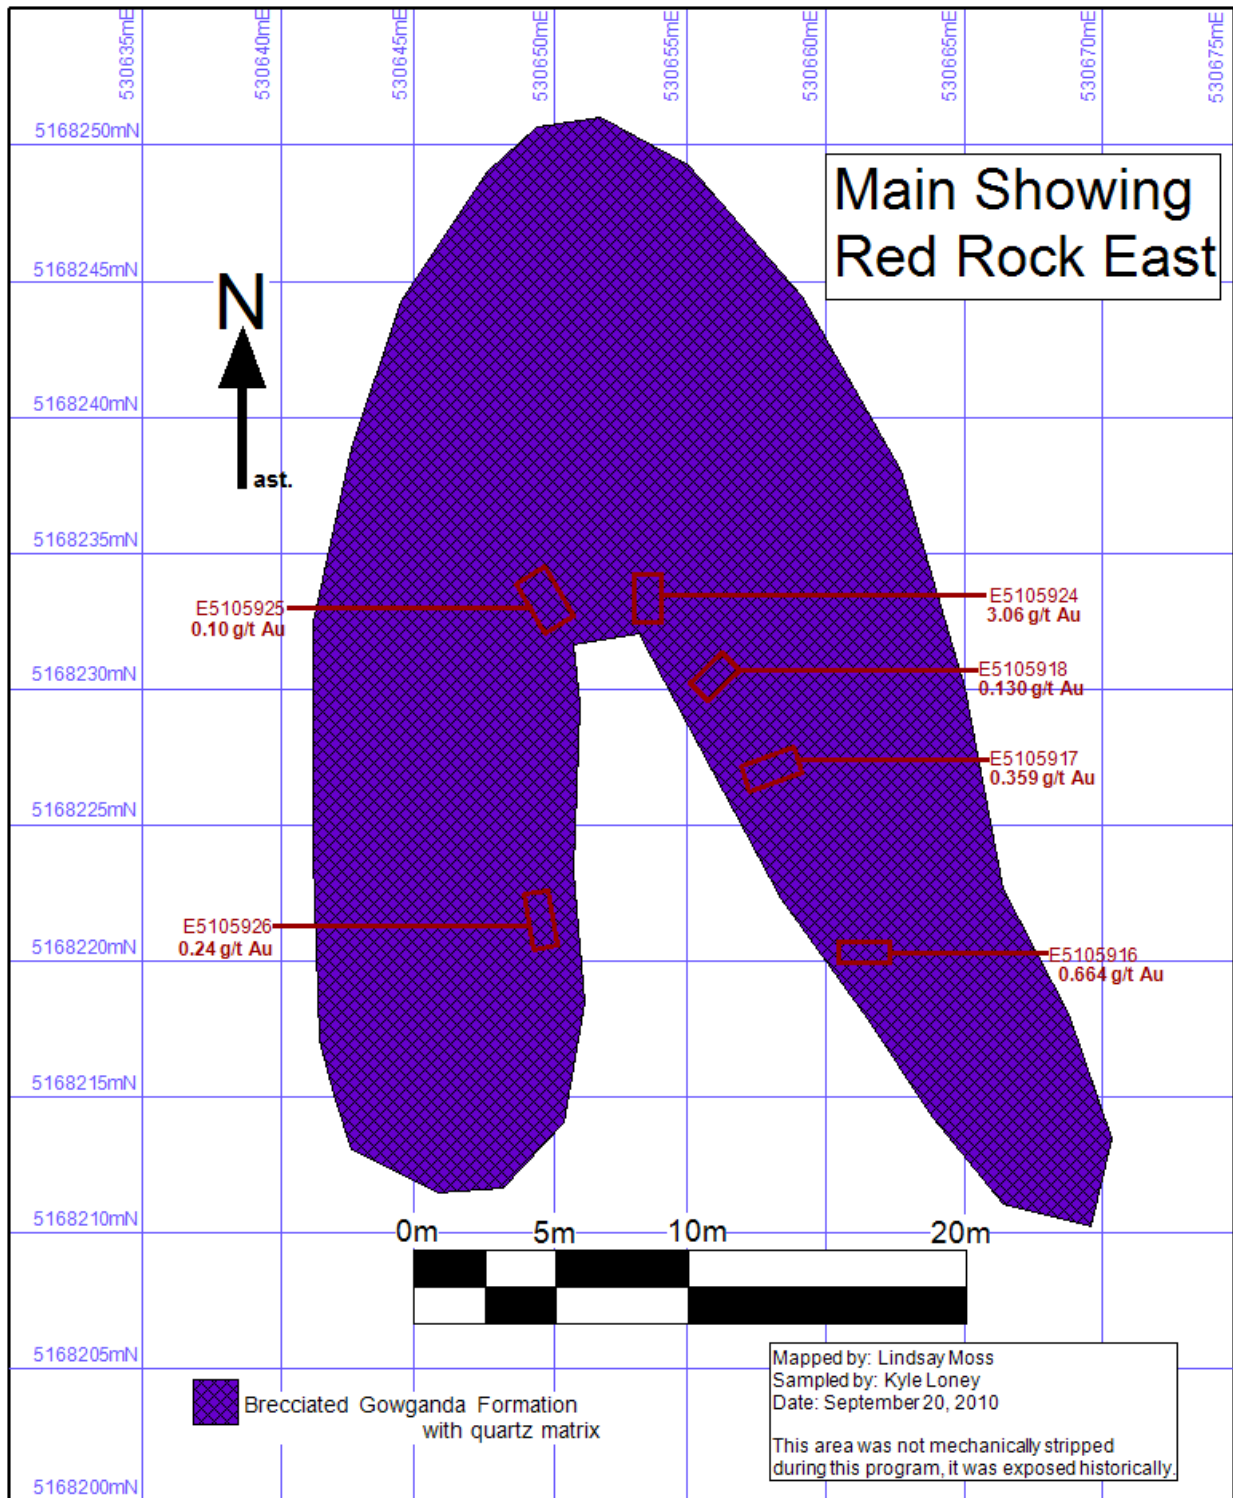 530635mE
530640mE
530645mE
530650mE
530655mE
530660mE
530665mE
530670mE
530675mE
5168250mN
Main Showing
Red Rock East
5168245mN
N
5168240mN
ast.
5168235mN
E5105925
0.10 g/t Au
E5105924
3.06 g/t Au
5168230mN
E5105918
0.130 g/t Au
E5105917
0.359 g/t Au
5168225mN
E5105926
0.24 g/t Au
5168220mN
E5105916
0.664 g/t Au
5168215mN
5168210mN
0m 5m 10m 20m
5168205mN
Mapped by: Lindsay Moss
Sampled by: Kyle Loney
Date: September 20, 2010
This area was not mechanically stripped
during this program, it was exposed historically.
Brecciated Gowganda Formation
with quartz matrix
5168200mN